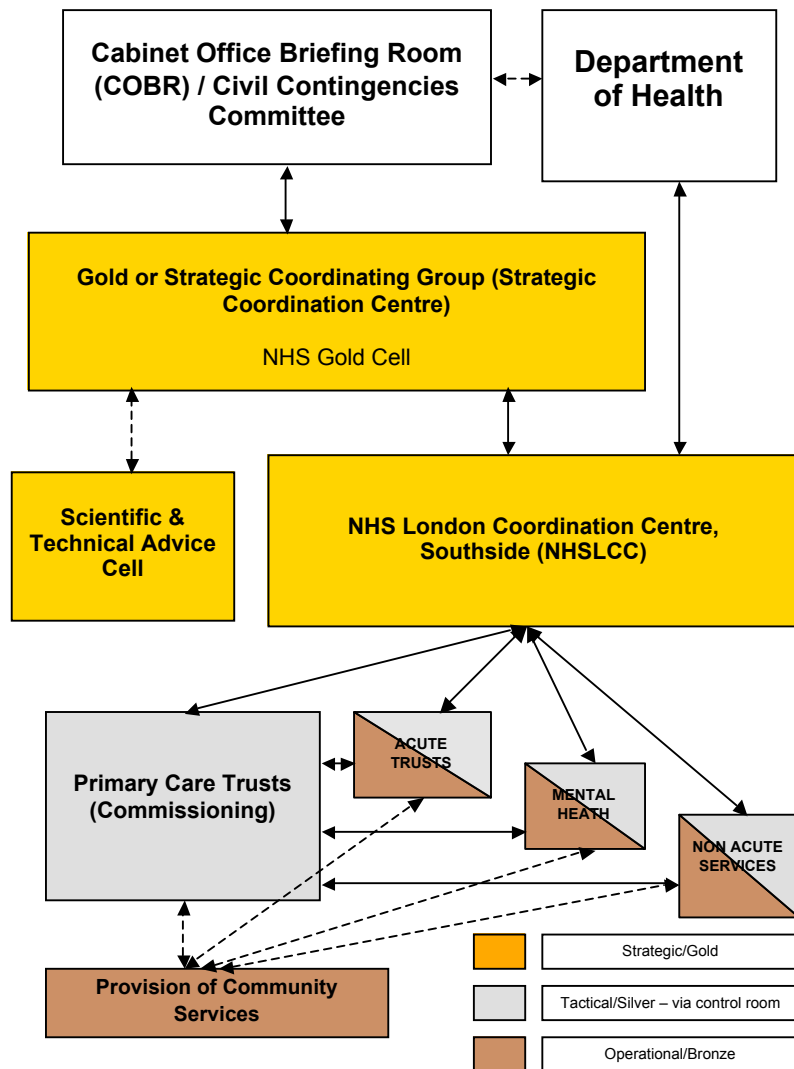 Cabinet Office Briefing Room
(COBR) / Civil Contingencies
Committee
Department
of Health
Gold or Strategic Coordinating Group (Strategic
Coordination Centre)
NHS Gold Cell
Scientific &
Technical Advice
Cell
NHS London Coordination Centre,
Southside (NHSLCC)
Primary Care Trusts
(Commissioning)
ACUTE
TRUSTS
MENTAL
HEATH
NON ACUTE
SERVICES
Provision of Community
Services
Strategic/Gold
Tactical/Silver – via control room
Operational/Bronze